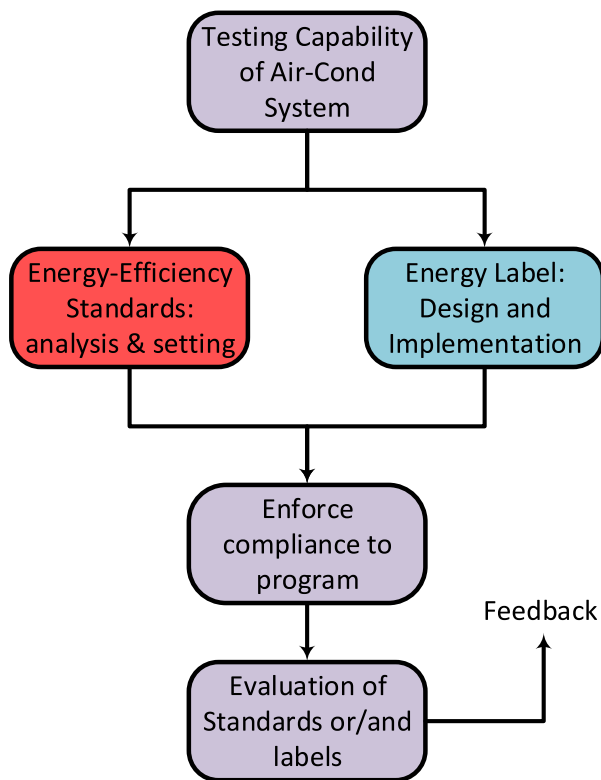 Testing Capability
of Air-Cond
System
Energy-Efficiency
Standards:
analysis & setting
Energy Label:
Design and
Implementation
Enforce
compliance to
program
Feedback
Evaluation of
Standards or/and
labels